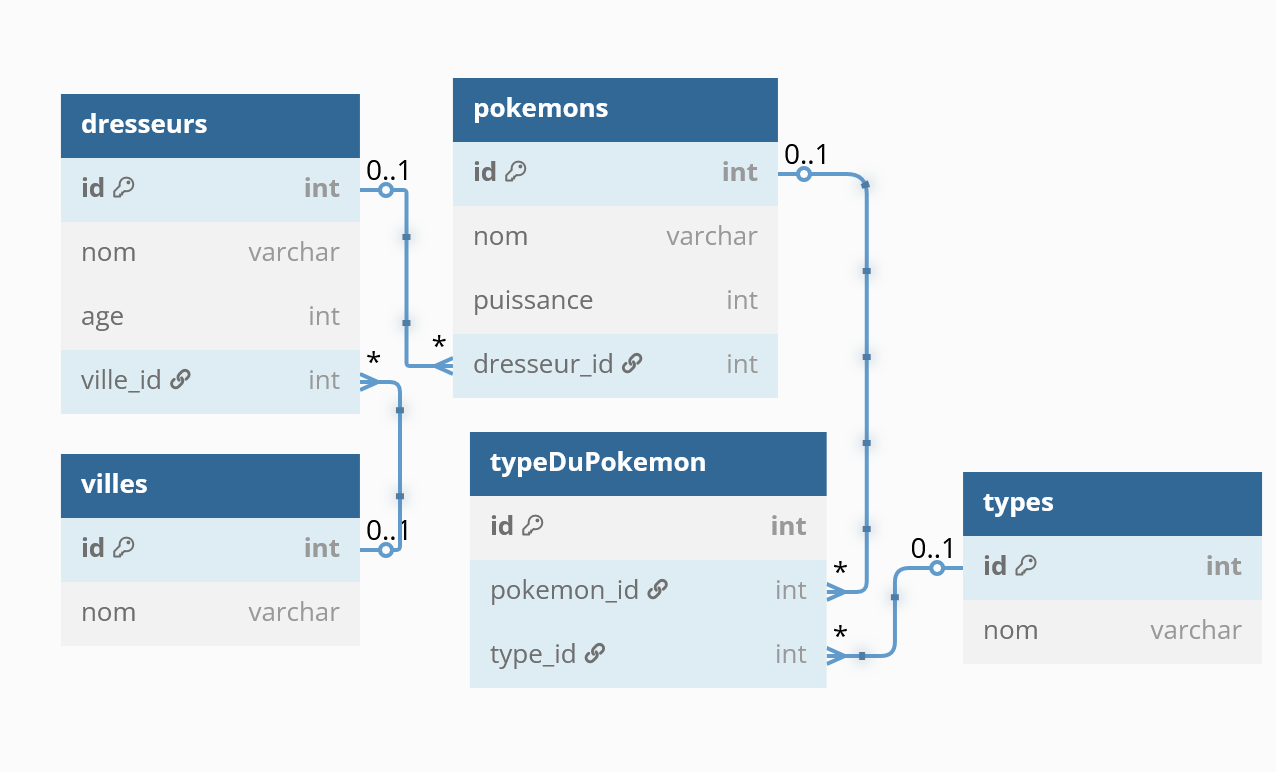 dresseurs
id int
nom varchar
age int
ville_id int
0..1
*
villes
id int
nom varchar
0..1
pokemons
id int
nom varchar
puissance int
dresseur_id int
*
0..1
typeDuPokemon
id int
pokemon_id int
type_id int
*
*
types
id int
nom varchar
0..1